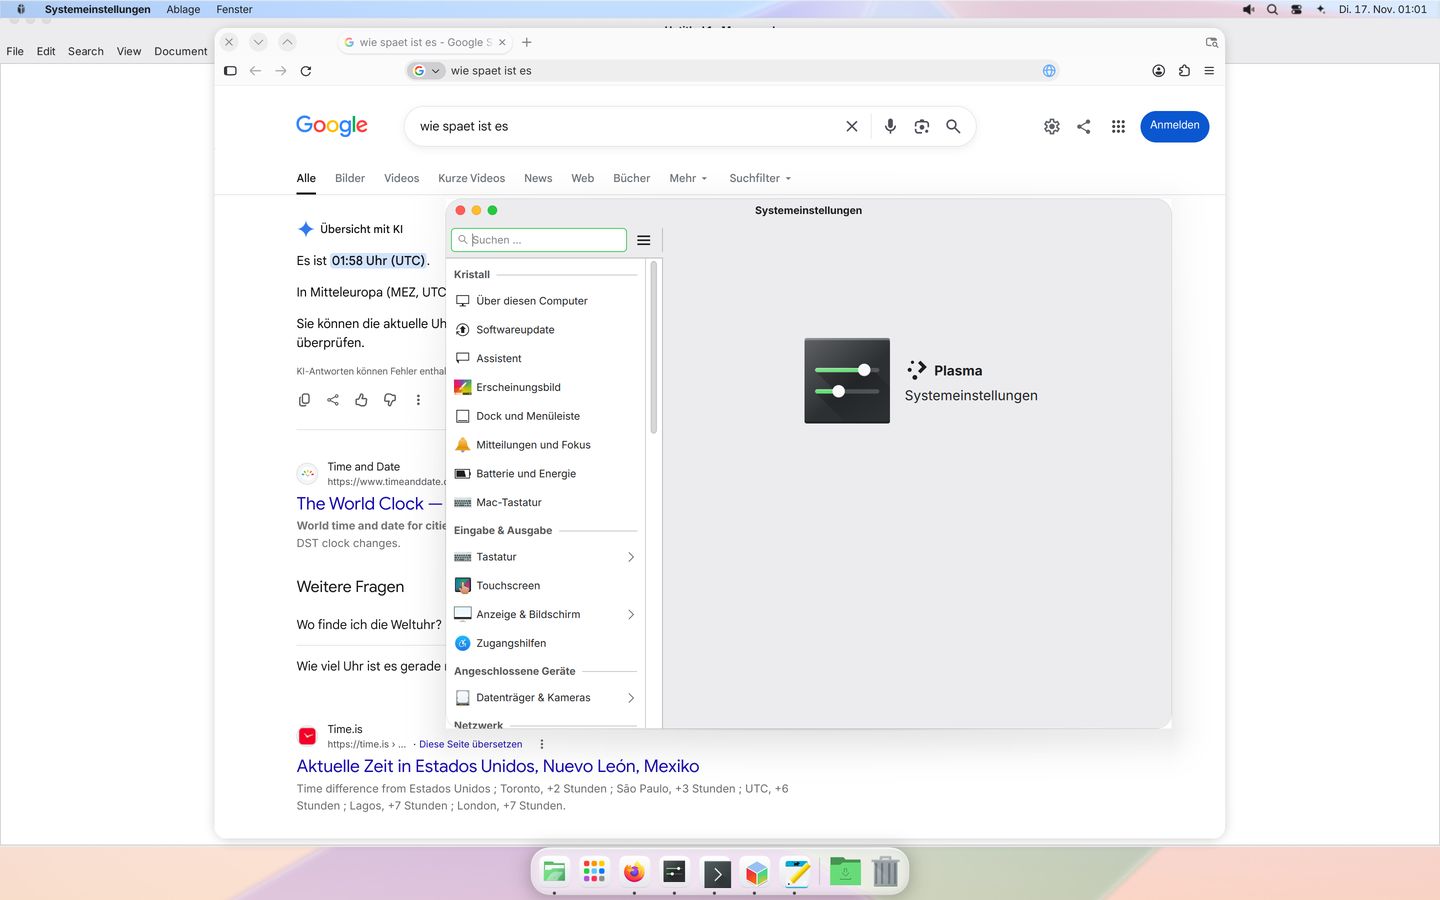 Systemeinstellungen Ablage Fenster Di. 17. Nov. 01:01
File Edit Search View Document
wie spaet ist es - Google S
wie spaet ist es
Google wie spaet ist es Anmelden
Alle Bilder Videos Kurze Videos News Web Bücher Mehr Suchfilter
Übersicht mit KI
Es ist 01:58 Uhr (UTC).
In Mitteleuropa (MEZ, UTC
Sie können die aktuelle Uh
überprüfen.
KI-Antworten können Fehler enthal
Time and Date
https://www.timeanddate.c
The World Clock —
World time and date for citie
DST clock changes.
Weitere Fragen
Wo finde ich die Weltuhr?
Wie viel Uhr ist es gerade
Time.is
https://time.is › ... · Diese Seite übersetzen
Aktuelle Zeit in Estados Unidos, Nuevo León, Mexiko
Time difference from Estados Unidos ; Toronto, +2 Stunden ; São Paulo, +3 Stunden ; UTC, +6
Stunden ; Lagos, +7 Stunden ; London, +7 Stunden.
Systemeinstellungen
Suchen ...
Kristall
Über diesen Computer
Softwareupdate
Assistent
Erscheinungsbild
Dock und Menüleiste
Mitteilungen und Fokus
Batterie und Energie
Mac-Tastatur
Eingabe & Ausgabe
Tastatur
Touchscreen
Anzeige & Bildschirm
Zugangshilfen
Angeschlossene Geräte
Datenträger & Kameras
Netzwerk
Plasma
Systemeinstellungen